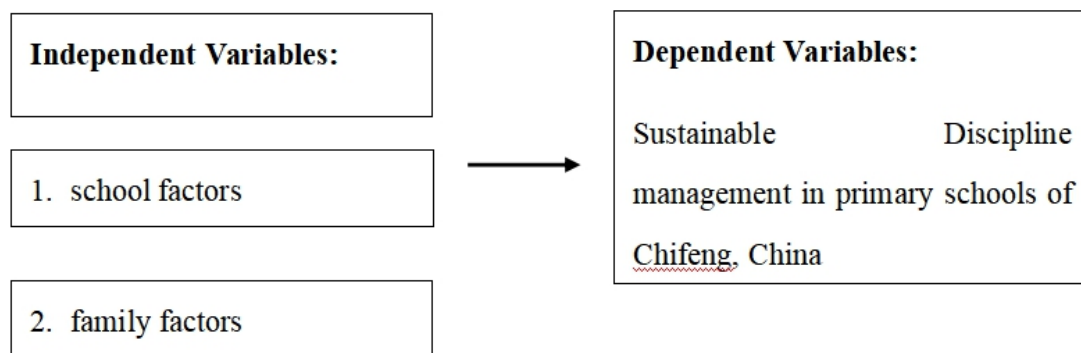 Independent Variables:
1. school factors
2. family factors
Dependent Variables:
Sustainable Discipline
management in primary schools of
Chifeng, China